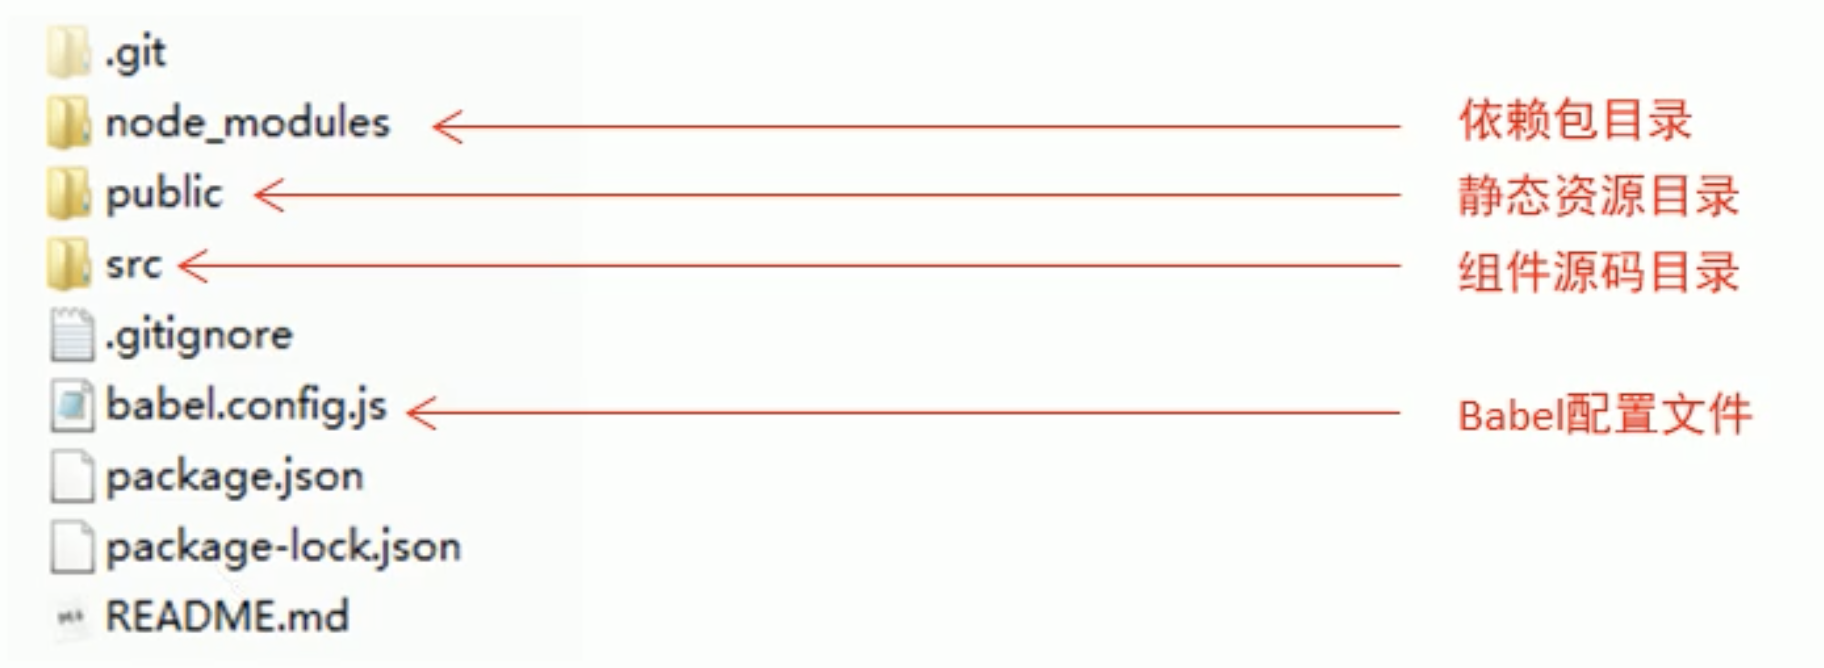 .git
node_modules 依赖包目录
public 静态资源目录
src 组件源码目录
.gitignore
babel.config.js Babel配置文件
package.json
package-lock.json
README.md